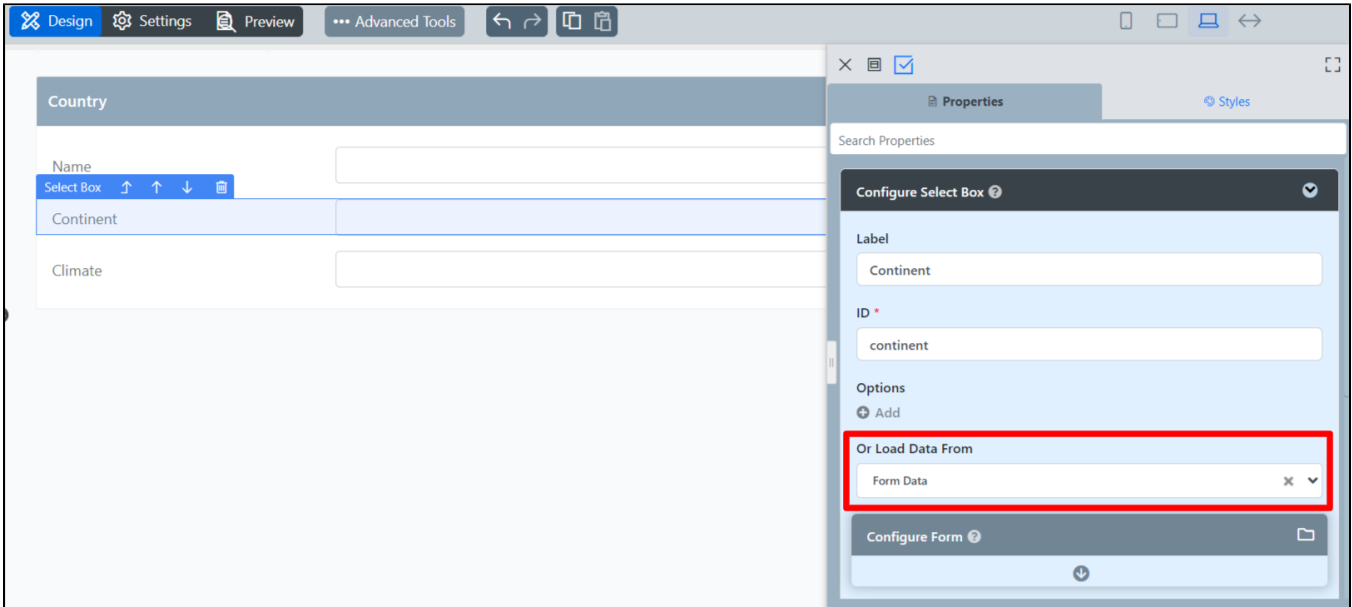 Design Settings Preview ••• Advanced Tools
Properties Styles
Search Properties
Country
Name
Select Box
Continent
Climate
Configure Select Box ?
Label
Continent
ID *
continent
Options
Add
Or Load Data From
Form Data
Configure Form ?